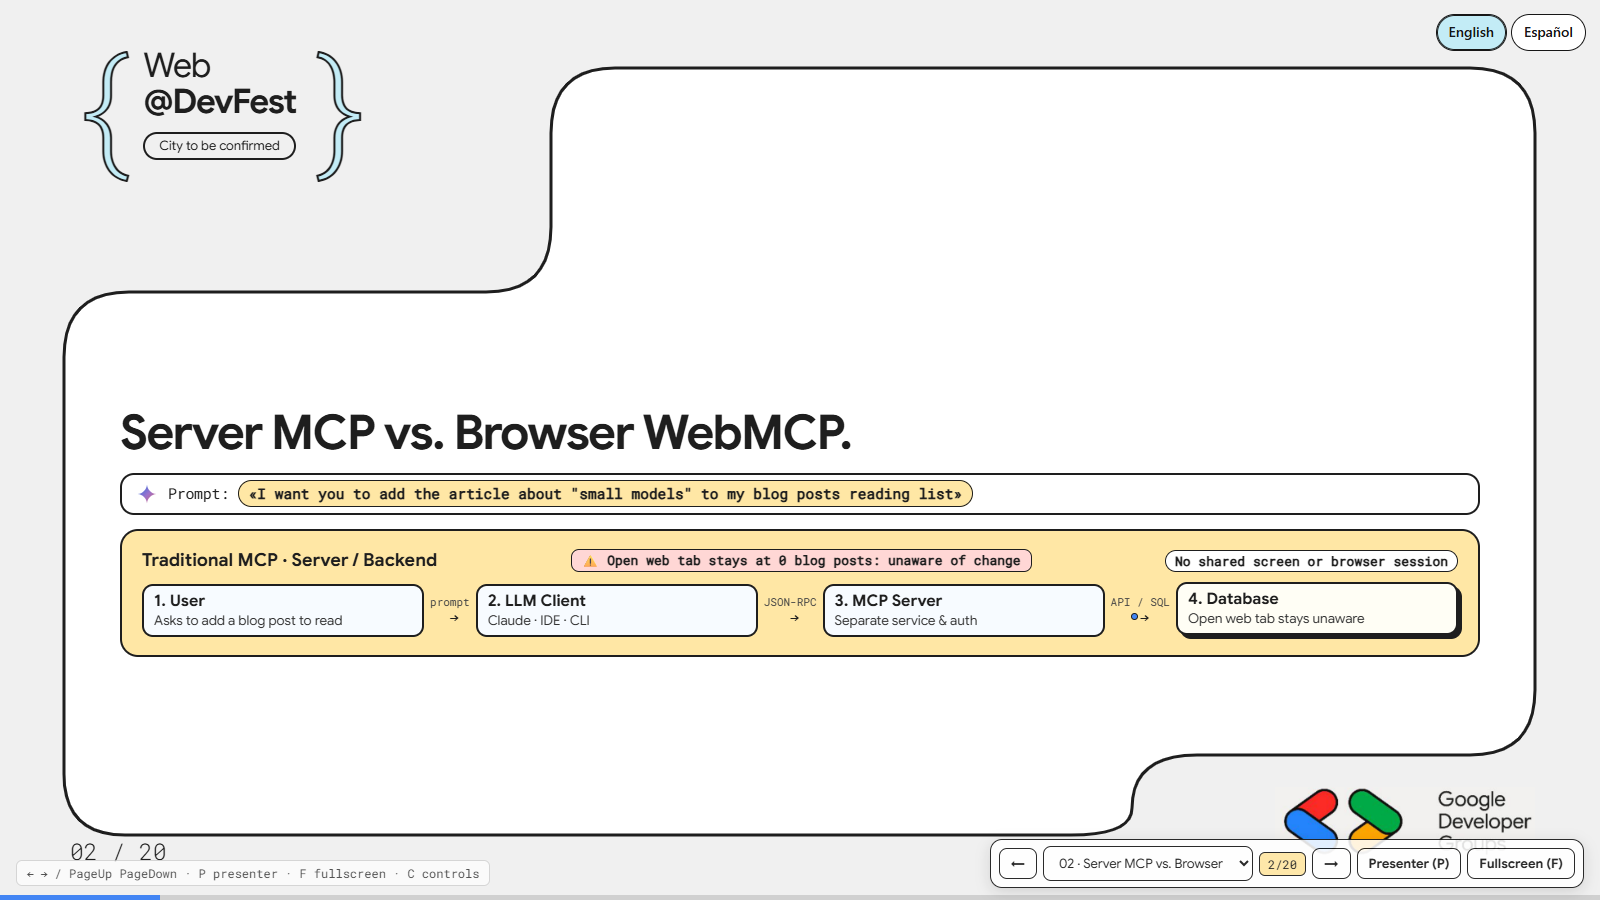 English
Español
Web
@DevFest
City to be confirmed
Server MCP vs. Browser WebMCP.
Prompt: «I want you to add the article about "small models" to my blog posts reading list»
Traditional MCP · Server / Backend
⚠ Open web tab stays at 0 blog posts: unaware of change
No shared screen or browser session
1. User
Asks to add a blog post to read
prompt
→
2. LLM Client
Claude · IDE · CLI
JSON-RPC
→
3. MCP Server
Separate service & auth
API / SQL
→
4. Database
Open web tab stays unaware
Google
Developer
Groups
02 / 20
← → / PageUp PageDown · P presenter · F fullscreen · C controls
←
02 · Server MCP vs. Browser
2/20
→
Presenter (P)
Fullscreen (F)